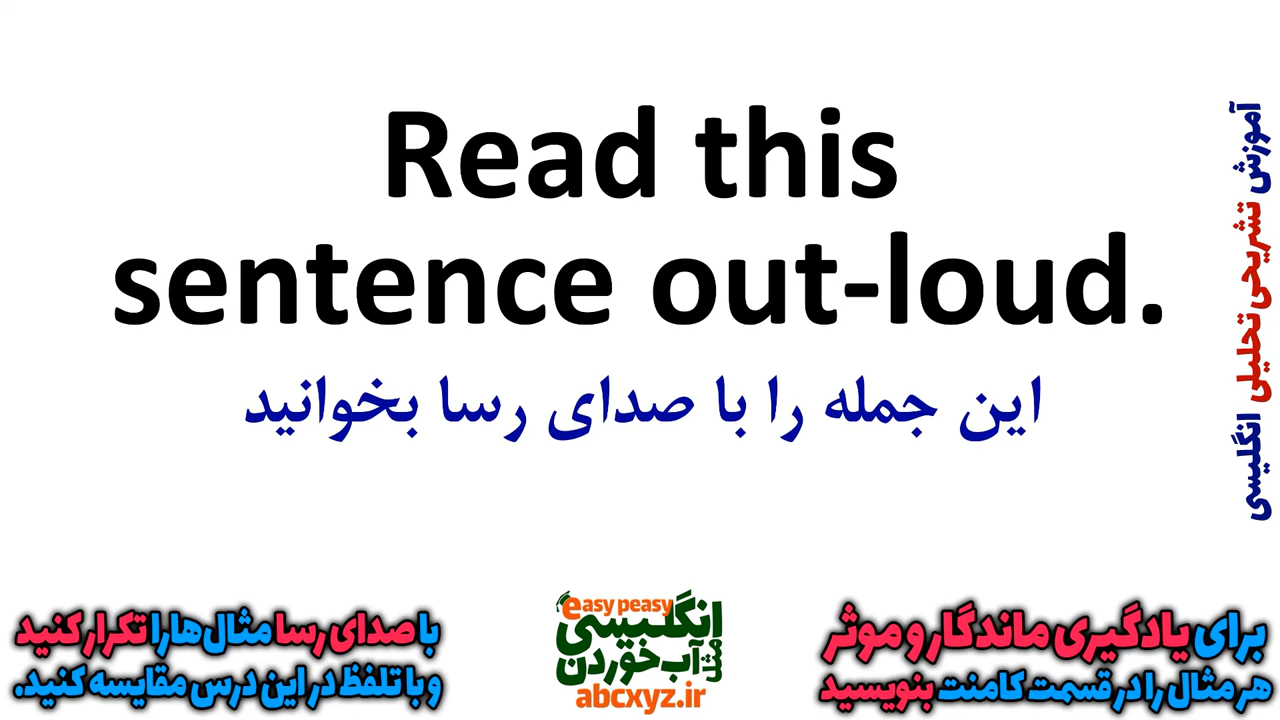 Read this
sentence out-loud.
این جمله را با صدای رسا بخوانید
آموزش تشریحی تحلیلی انگلیسی
برای یادگیری ماندگار و موثر
هر مثال را در قسمت کامنت بنویسید
easy peasy
انگلیسی
مثل آب خوردن
abcxyz.ir
با صدای رسا مثال‌ها را تکرار کنید
و با تلفظ در این درس مقایسه کنید.